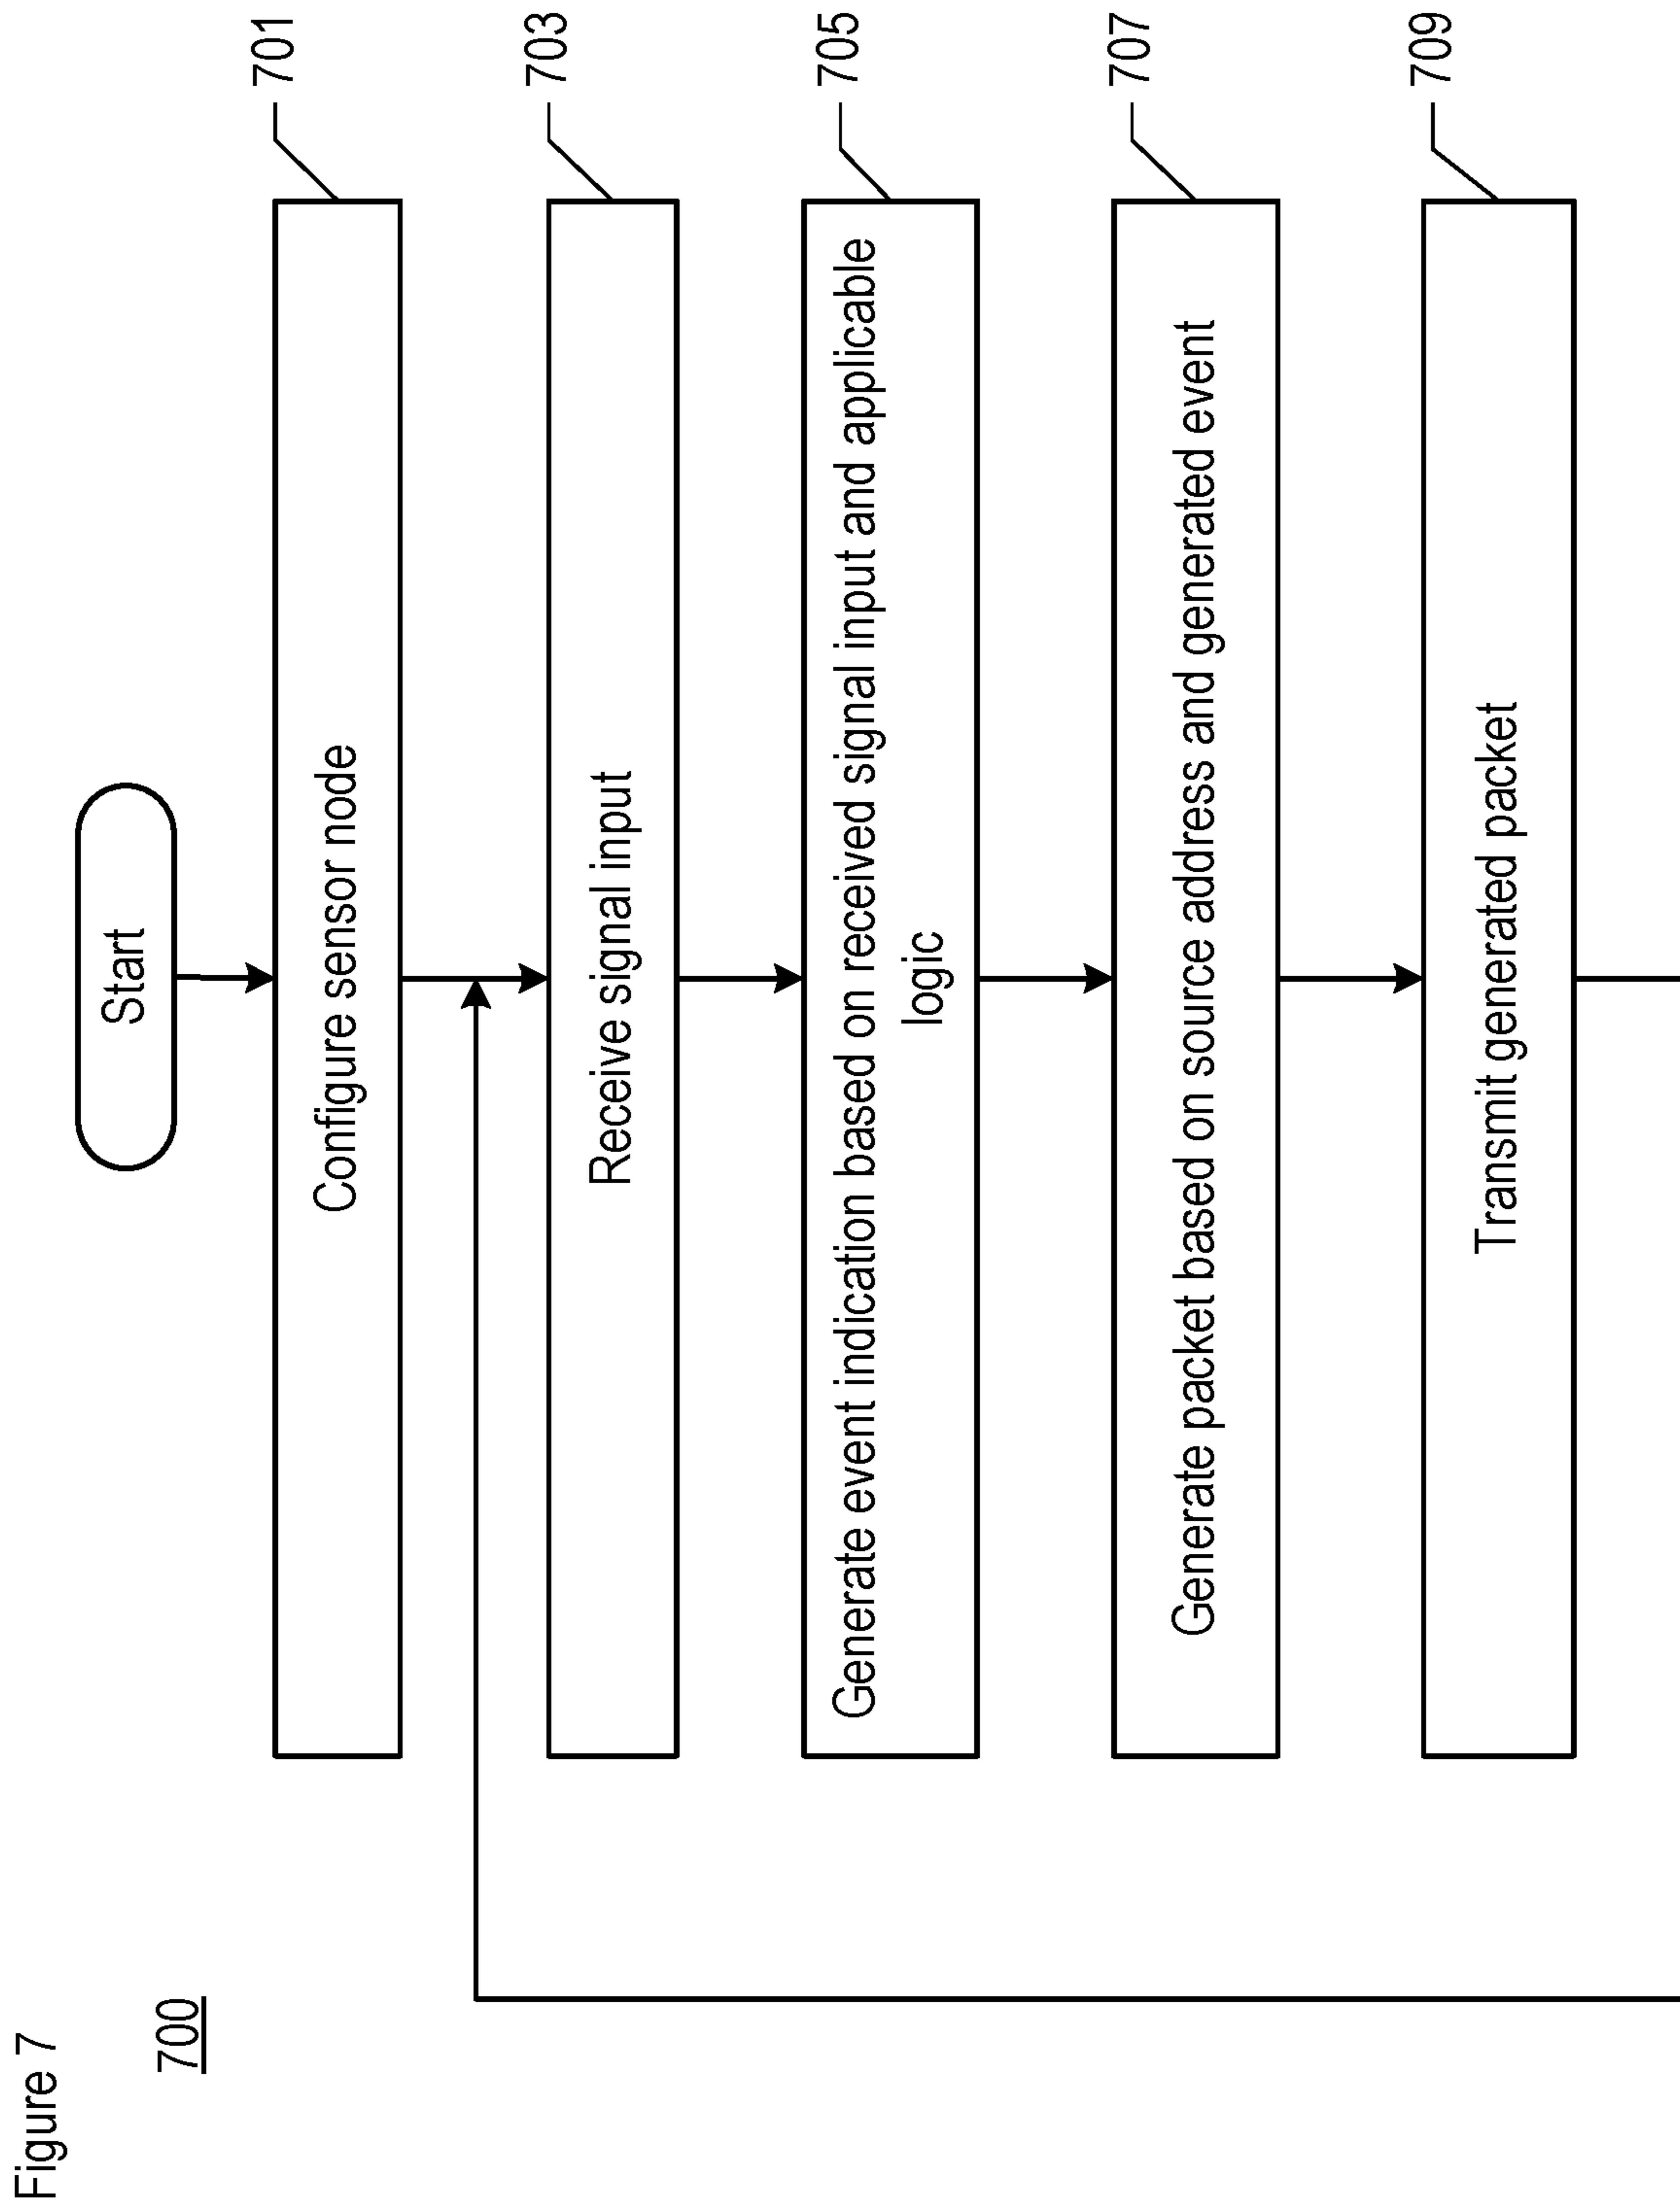 Figure 7
700
Start
Configure sensor node
701
Receive signal input
703
Generate event indication based on received signal input and applicable
logic
705
Generate packet based on source address and generated event
707
Transmit generated packet
709